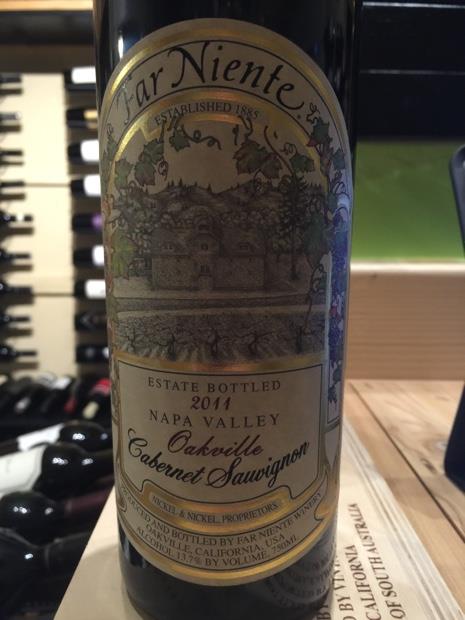 Far Niente
ESTABLISHED 1885
ESTATE BOTTLED
2011
NAPA VALLEY
Oakville
Cabernet Sauvignon
NICKEL & NICKEL, PROPRIETORS
PRODUCED AND BOTTLED BY FAR NIENTE WINERY
OAKVILLE, CALIFORNIA, USA
ALCOHOL 13.7% BY VOLUME, 750ML
D BY
CALIFORNIA
OF SOUTH AUSTRALIA